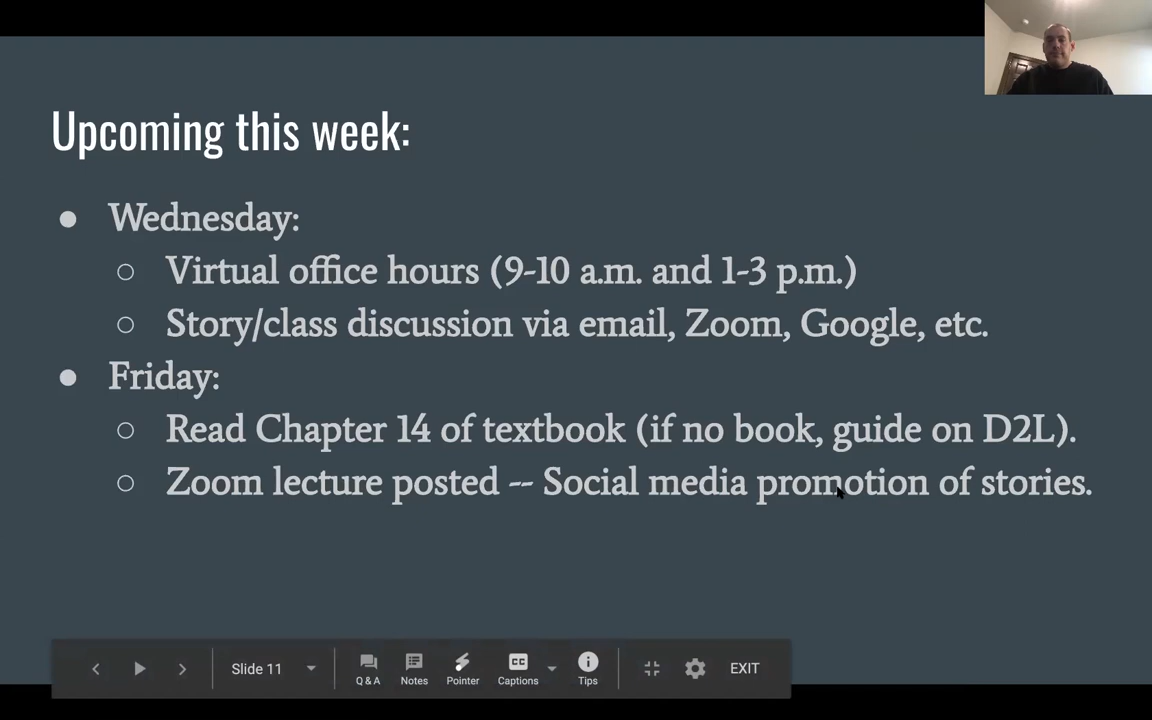 Upcoming this week:
● Wednesday:
○ Virtual office hours (9-10 a.m. and 1-3 p.m.)
○ Story/class discussion via email, Zoom, Google, etc.
● Friday:
○ Read Chapter 14 of textbook (if no book, guide on D2L).
○ Zoom lecture posted -- Social media promotion of stories.
Slide 11
Q & A
Notes
Pointer
CC
Captions
Tips
EXIT